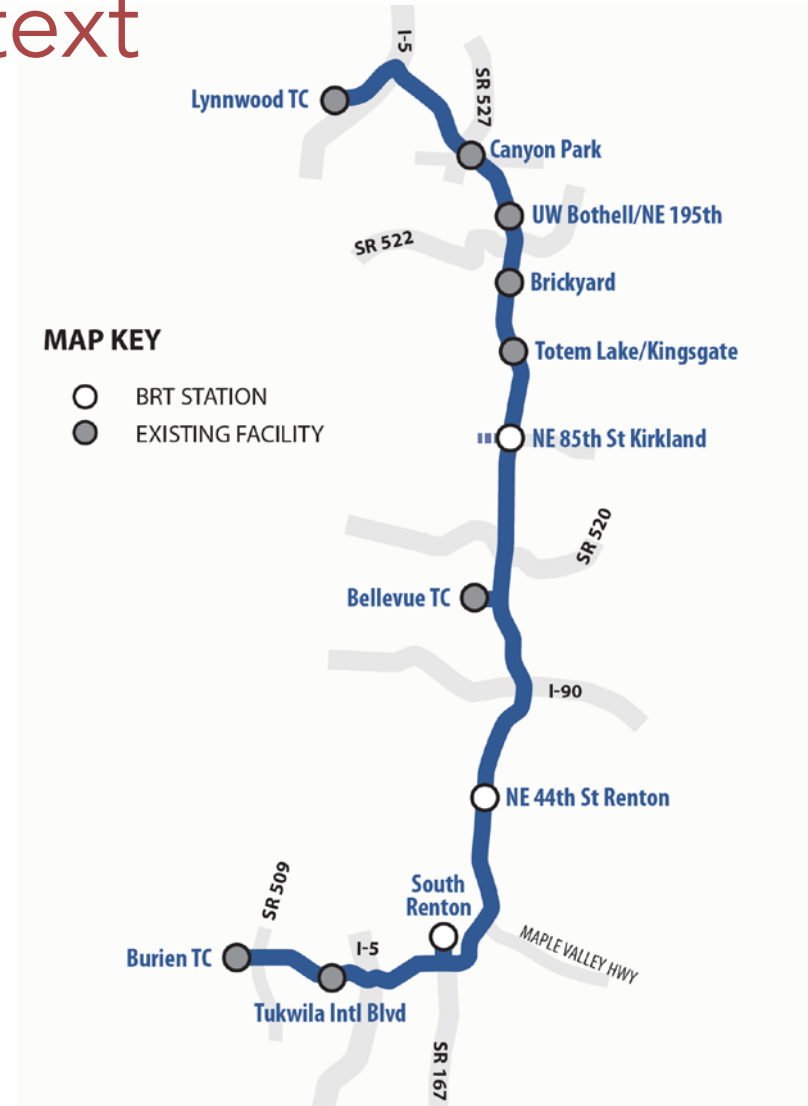 text
I-5
SR 527
Lynnwood TC
Canyon Park
UW Bothell/NE 195th
SR 522
Brickyard
MAP KEY
Totem Lake/Kingsgate
BRT STATION
EXISTING FACILITY
NE 85th St Kirkland
SR 520
Bellevue TC
I-90
NE 44th St Renton
SR 509
South
Renton
I-5
MAPLE VALLEY HWY
Burien TC
Tukwila Intl Blvd
SR 167